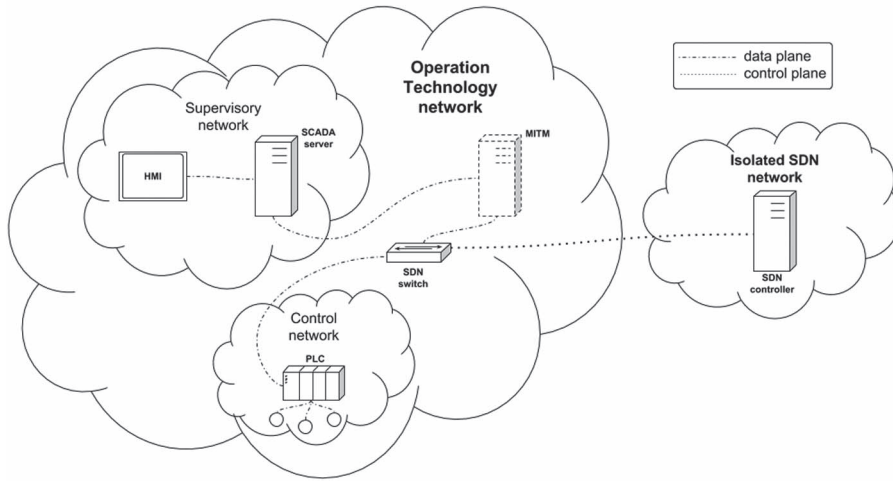 Operation
Technology
network
Supervisory
network
SCADA
server
HMI
MITM
data plane
control plane
Isolated SDN
network
SDN
controller
SDN
switch
Control
network
PLC